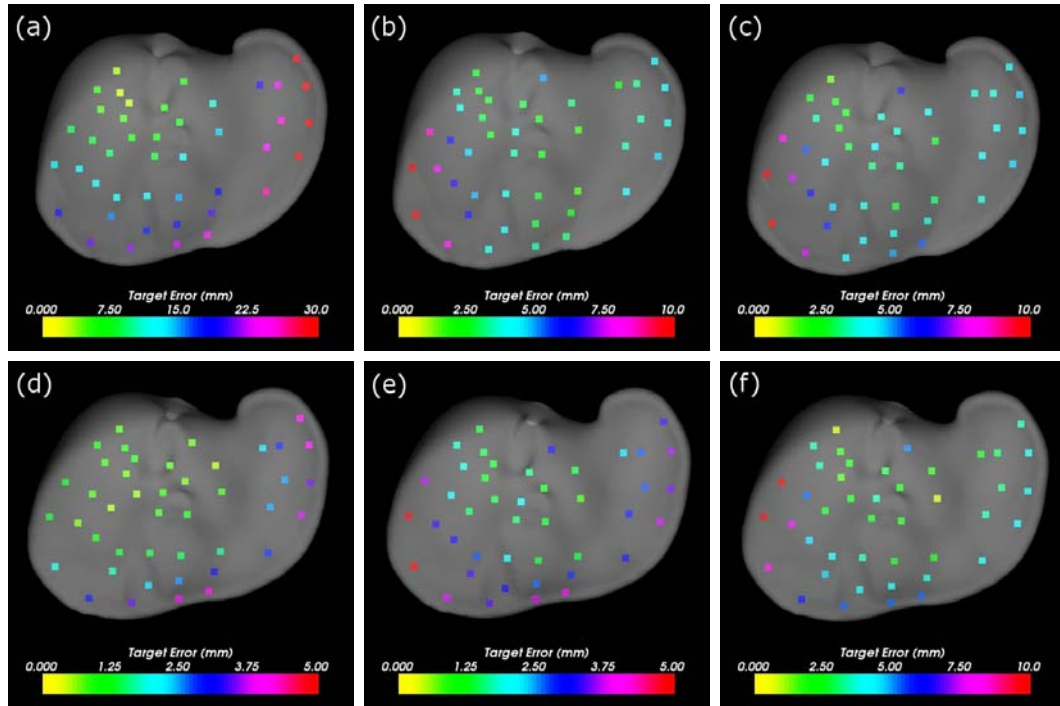 (a)
(b)
(c)
Target Error (mm)
0.000 7.50 15.0 22.5 30.0
Target Error (mm)
0.000 2.50 5.00 7.50 10.0
Target Error (mm)
0.000 2.50 5.00 7.50 10.0
(d)
(e)
(f)
Target Error (mm)
0.000 1.25 2.50 3.75 5.00
Target Error (mm)
0.000 1.25 2.50 3.75 5.00
Target Error (mm)
0.000 2.50 5.00 7.50 10.0